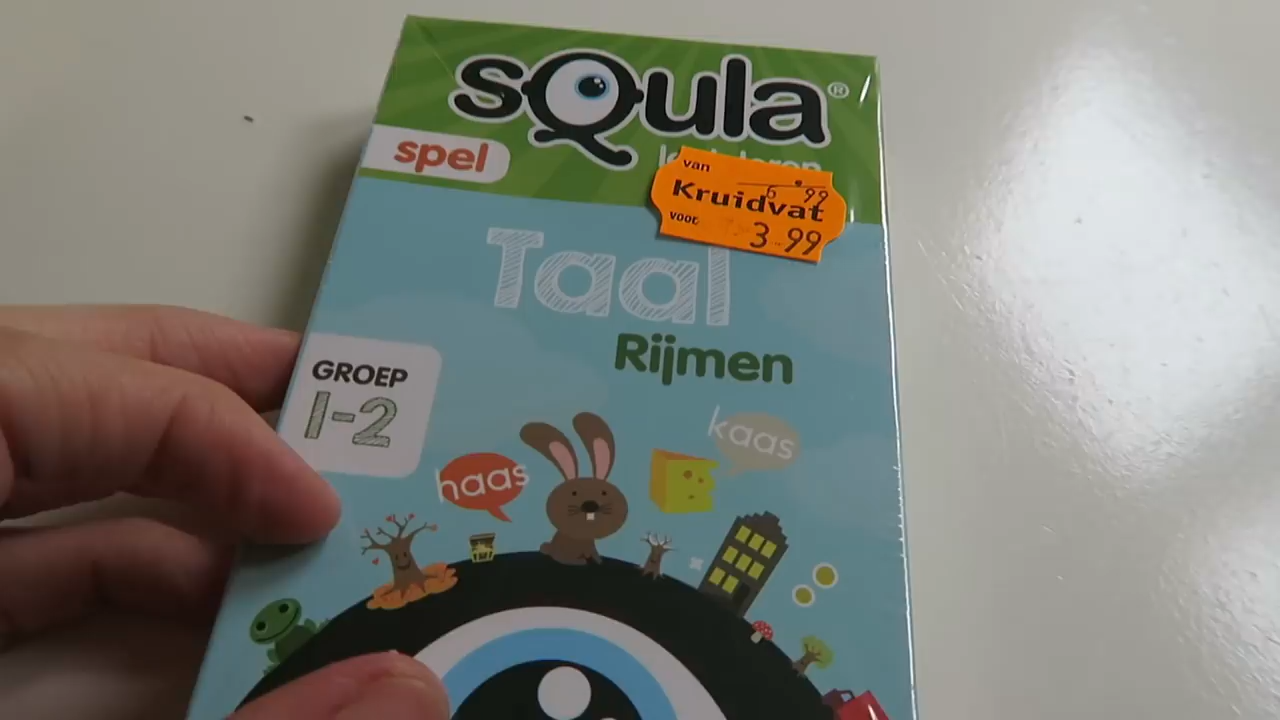 sQula®
spel
van
6.99
Kruidvat
voor
3.99
Taal
Rijmen
GROEP
1-2
kaas
haas